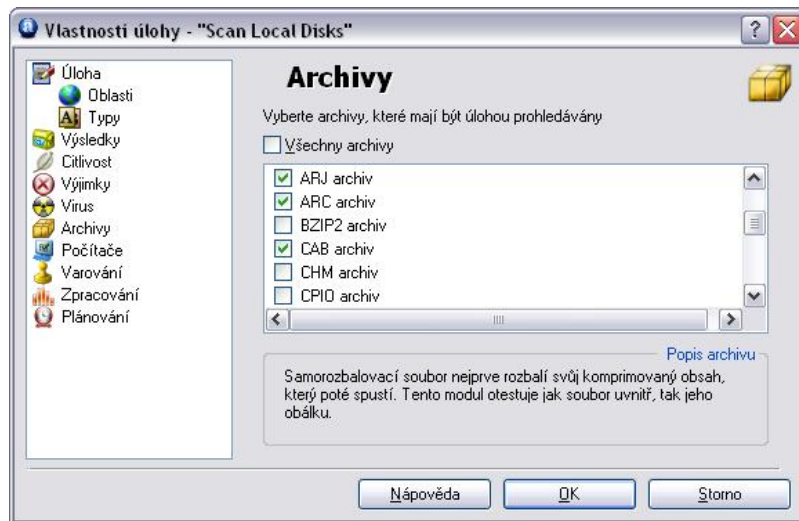 Vlastnosti úlohy - "Scan Local Disks"
Úloha
Oblasti
Typy
Výsledky
Citlivost
Výjimky
Virus
Archivy
Počítače
Varování
Zpracování
Plánování
Archivy
Vyberte archivy, které mají být úlohou prohledávány
Všechny archivy
ARJ archiv
ARC archiv
BZIP2 archiv
CAB archiv
CHM archiv
CPIO archiv
Popis archivu
Samorozbalovací soubor nejprve rozbalí svůj komprimovaný obsah,
který poté spustí. Tento modul otestuje jak soubor uvnitř, tak jeho
obálku.
Nápověda
OK
Storno